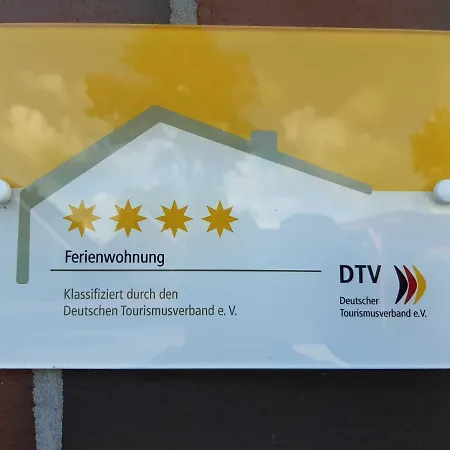 Ferienwohnung
Klassifiziert durch den
Deutschen Tourismusverband e. V.
DTV
Deutscher
Tourismusverband e.V.